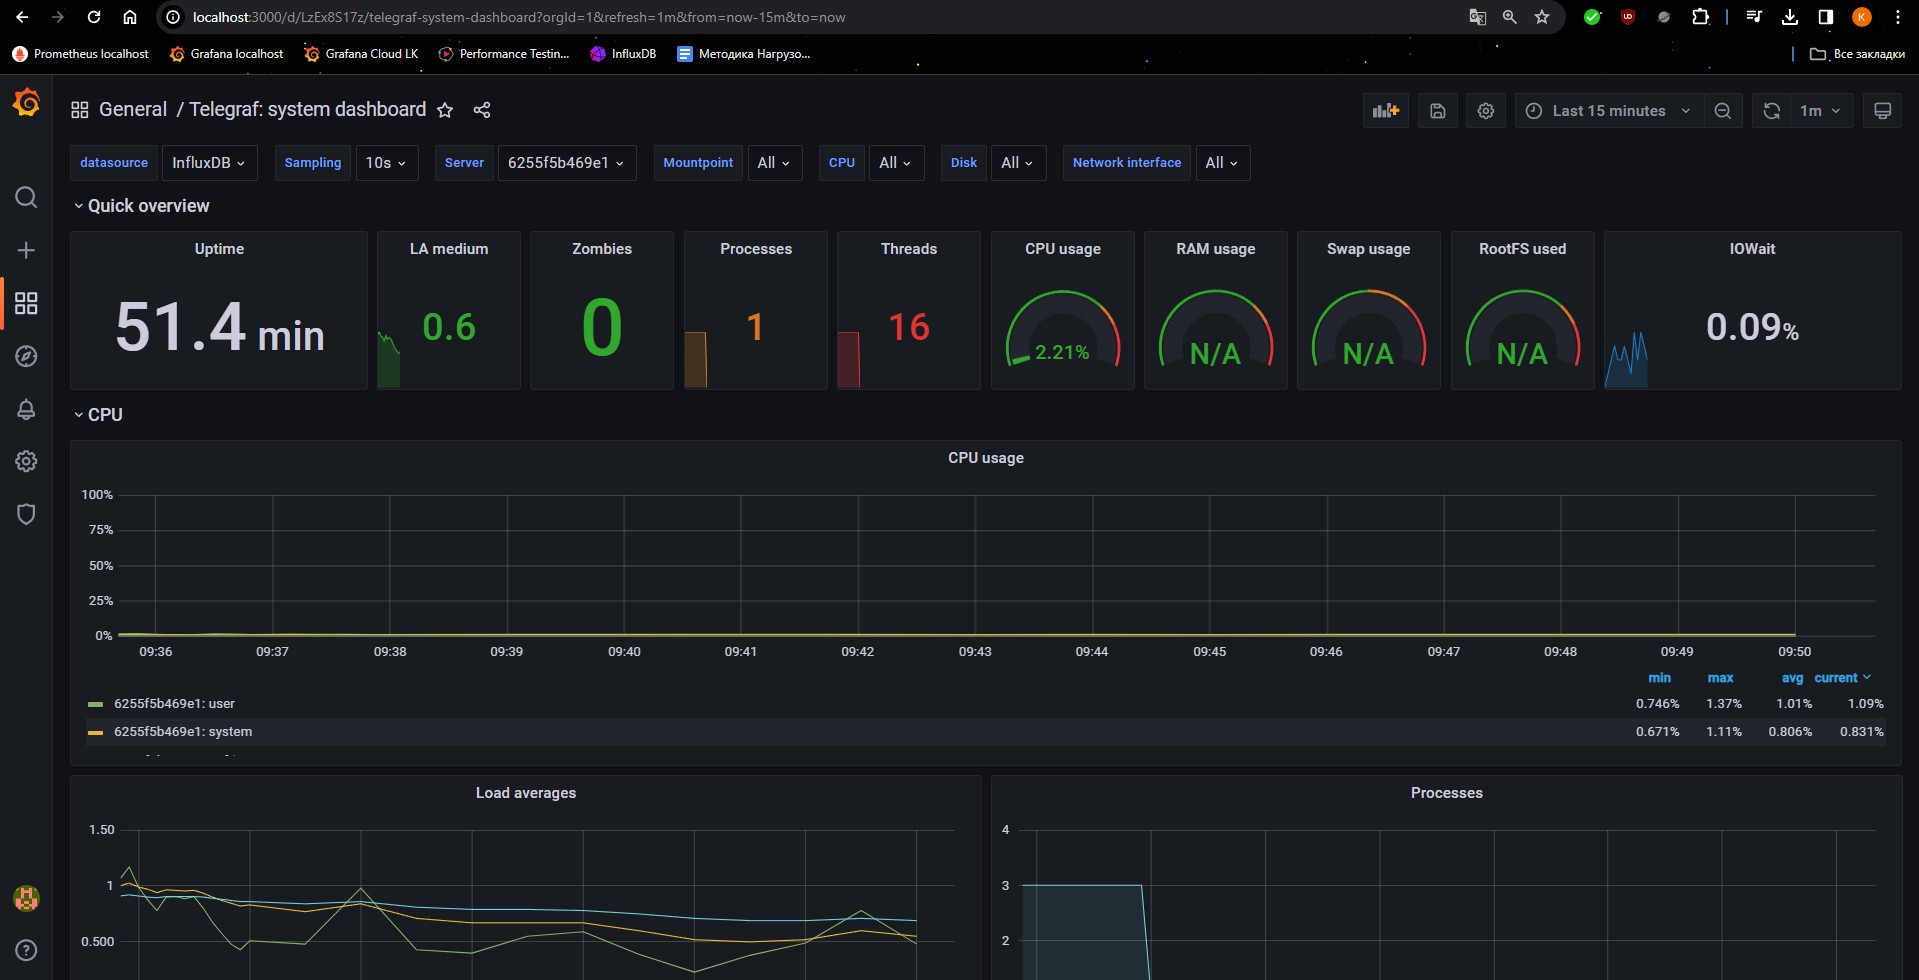 localhost:3000/d/LzEx8S17z/telegraf-system-dashboard?orgId=1&refresh=1m&from=now-15m&to=now
K
Prometheus localhost Grafana localhost Grafana Cloud LK Performance Testin... InfluxDB Методика Нагрузо... Все закладки
General / Telegraf: system dashboard Last 15 minutes 1m
datasource InfluxDB Sampling 10s Server 6255f5b469e1 Mountpoint All CPU All Disk All Network interface All
Quick overview
Uptime LA medium Zombies Processes Threads CPU usage RAM usage Swap usage RootFS used IOWait
51.4 min 0.6 0 1 16 2.21% N/A N/A N/A 0.09%
CPU
CPU usage
100%
75%
50%
25%
0%
09:36 09:37 09:38 09:39 09:40 09:41 09:42 09:43 09:44 09:45 09:46 09:47 09:48 09:49 09:50
min max avg current
6255f5b469e1: user 0.746% 1.37% 1.01% 1.09%
6255f5b469e1: system 0.671% 1.11% 0.806% 0.831%
Load averages
1.50
1
0.500
Processes
4
3
2